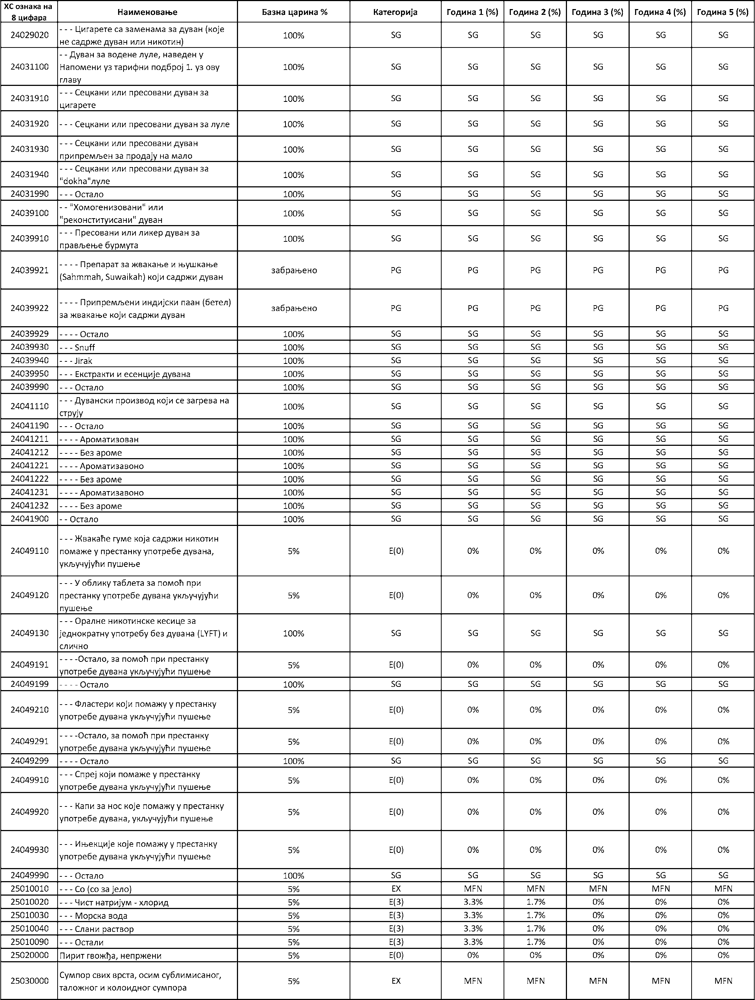 ХС ознака на 8 цифара Наименовање Базна царина % Категорија Година 1 (%) Година 2 (%) Година 3 (%) Година 4 (%) Година 5 (%)
24029020 - - - Цигарете са заменама за дуван (које не садрже дуван или никотин) 100% SG SG SG SG SG SG
24031100 - - Дуван за водене луле, наведен у Напомени уз тарифни подброј 1. уз ову главу 100% SG SG SG SG SG SG
24031910 - - - Сецкани или пресовани дуван за цигарете 100% SG SG SG SG SG SG
24031920 - - - Сецкани или пресовани дуван за луле 100% SG SG SG SG SG SG
24031930 - - - Сецкани или пресовани дуван припремљен за продају на мало 100% SG SG SG SG SG SG
24031940 - - - Сецкани или пресовани дуван за "dokha"луле 100% SG SG SG SG SG SG
24031990 - - - Остало 100% SG SG SG SG SG SG
24039100 - - "Хомогенизовани" или "реконституисани" дуван 100% SG SG SG SG SG SG
24039910 - - - Пресовани или ликер дуван за прављење бурмута 100% SG SG SG SG SG SG
24039921 - - - - Препарат за жвакање и њушкање (Sahmmah, Suwaikah) који садржи дуван забрањено PG PG PG PG PG PG
24039922 - - - - Припремљени индијски паан (бетел) за жвакање који садржи дуван забрањено PG PG PG PG PG PG
24039929 - - - - Остало 100% SG SG SG SG SG SG
24039930 - - - Snuff 100% SG SG SG SG SG SG
24039940 - - - Jirak 100% SG SG SG SG SG SG
24039950 - - - Екстракти и есенције дувана 100% SG SG SG SG SG SG
24039990 - - - Остало 100% SG SG SG SG SG SG
24041110 - - - Дувански производ који се загрева на струју 100% SG SG SG SG SG SG
24041190 - - - Остало 100% SG SG SG SG SG SG
24041211 - - - - Ароматизован 100% SG SG SG SG SG SG
24041212 - - - - Без ароме 100% SG SG SG SG SG SG
24041221 - - - - Ароматизавоно 100% SG SG SG SG SG SG
24041222 - - - - Без ароме 100% SG SG SG SG SG SG
24041231 - - - - Ароматизавоно 100% SG SG SG SG SG SG
24041232 - - - - Без ароме 100% SG SG SG SG SG SG
24041900 - - Остало 100% SG SG SG SG SG SG
24049110 - - - Жвакаће гуме која садржи никотин помаже у престанку употребе дувана, укључујући пушење 5% E(0) 0% 0% 0% 0% 0%
24049120 - - - У облику таблета за помоћ при престанку употребе дувана укључујући пушење 5% E(0) 0% 0% 0% 0% 0%
24049130 - - - Оралне никотинске кесице за једнократну употребу без дувана (LYFT) и слично 100% SG SG SG SG SG SG
24049191 - - - -Остало, за помоћ при престанку употребе дувана укључујући пушење 5% E(0) 0% 0% 0% 0% 0%
24049199 - - - - Остало 100% SG SG SG SG SG SG
24049210 - - - Фластери који помажу у престанку употребе дувана укључујући пушење 5% E(0) 0% 0% 0% 0% 0%
24049291 - - - -Остало, за помоћ при престанку употребе дувана укључујући пушење 5% E(0) 0% 0% 0% 0% 0%
24049299 - - - - Остало 100% SG SG SG SG SG SG
24049910 - - - Спреј који помаже у престанку употребе дувана укључујући пушење 5% E(0) 0% 0% 0% 0% 0%
24049920 - - - Капи за нос које помажу у престанку употребе дувана, укључујући пушење 5% E(0) 0% 0% 0% 0% 0%
24049930 - - - Ињекције које помажу у престанку употребе дувана укључујући пушење 5% E(0) 0% 0% 0% 0% 0%
24049990 - - - Остало 100% SG SG SG SG SG SG
25010010 - - - Со (со за јело) 5% EX MFN MFN MFN MFN MFN
25010020 - - - Чист натријум - хлорид 5% E(3) 3.3% 1.7% 0% 0% 0%
25010030 - - - Морска вода 5% E(3) 3.3% 1.7% 0% 0% 0%
25010040 - - - Слани раствор 5% E(3) 3.3% 1.7% 0% 0% 0%
25010090 - - - Остали 5% E(3) 3.3% 1.7% 0% 0% 0%
25020000 Пирит гвожђа, непржени 5% E(0) 0% 0% 0% 0% 0%
25030000 Сумпор свих врста, осим сублимисаног, таложног и колоидног сумпора 5% EX MFN MFN MFN MFN MFN